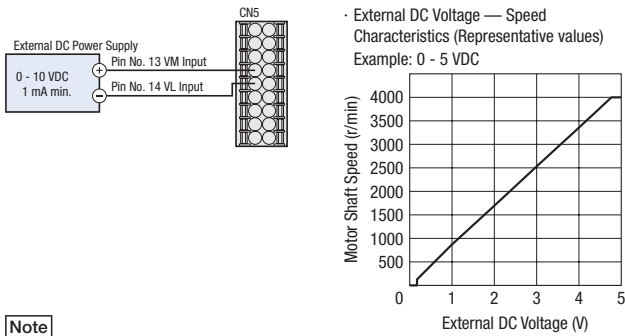 CN5
External DC Power Supply
0 - 10 VDC
1 mA min.
+
Pin No. 13 VM Input
−
Pin No. 14 VL Input
Note
· External DC Voltage — Speed
Characteristics (Representative values)
Example: 0 - 5 VDC
Motor Shaft Speed (r/min)
4000
3500
3000
2500
2000
1500
1000
500
0 1 2 3 4 5
External DC Voltage (V)